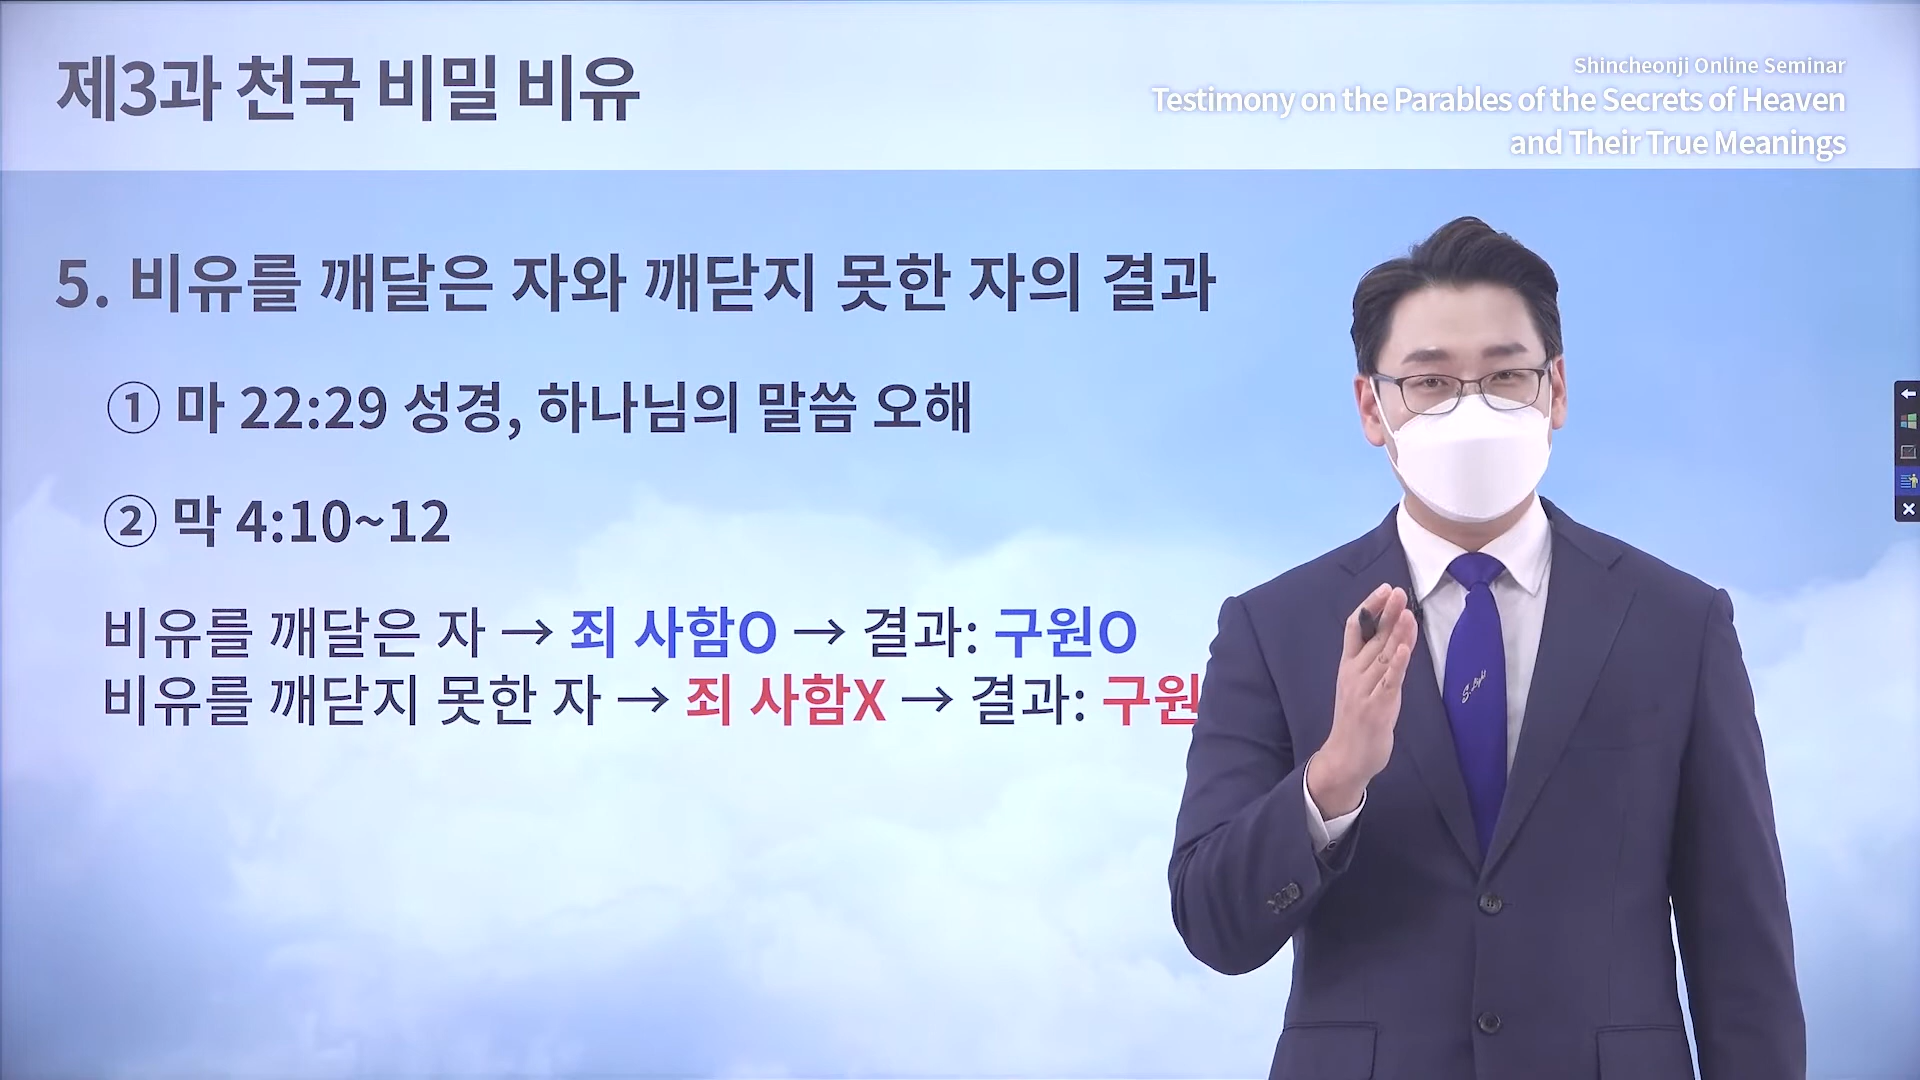 제3과 천국 비밀 비유
Shincheonji Online Seminar
Testimony on the Parables of the Secrets of Heaven
and Their True Meanings
5. 비유를 깨달은 자와 깨닫지 못한 자의 결과
① 마 22:29 성경, 하나님의 말씀 오해
② 막 4:10~12
비유를 깨달은 자 → 죄 사함O → 결과: 구원O
비유를 깨닫지 못한 자 → 죄 사함X → 결과: 구원
S. Light